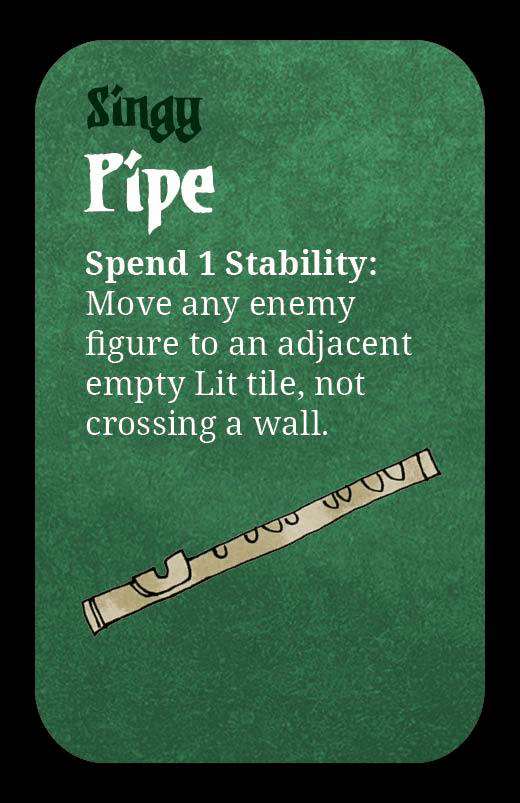 Singy
Pipe
Spend 1 Stability:
Move any enemy
figure to an adjacent
empty Lit tile, not
crossing a wall.